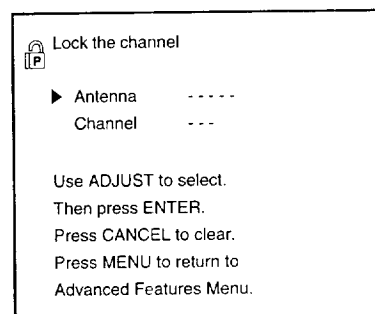 Lock the channel
P
▶ Antenna - - - - -
Channel - - -
Use ADJUST to select.
Then press ENTER.
Press CANCEL to clear.
Press MENU to return to
Advanced Features Menu.